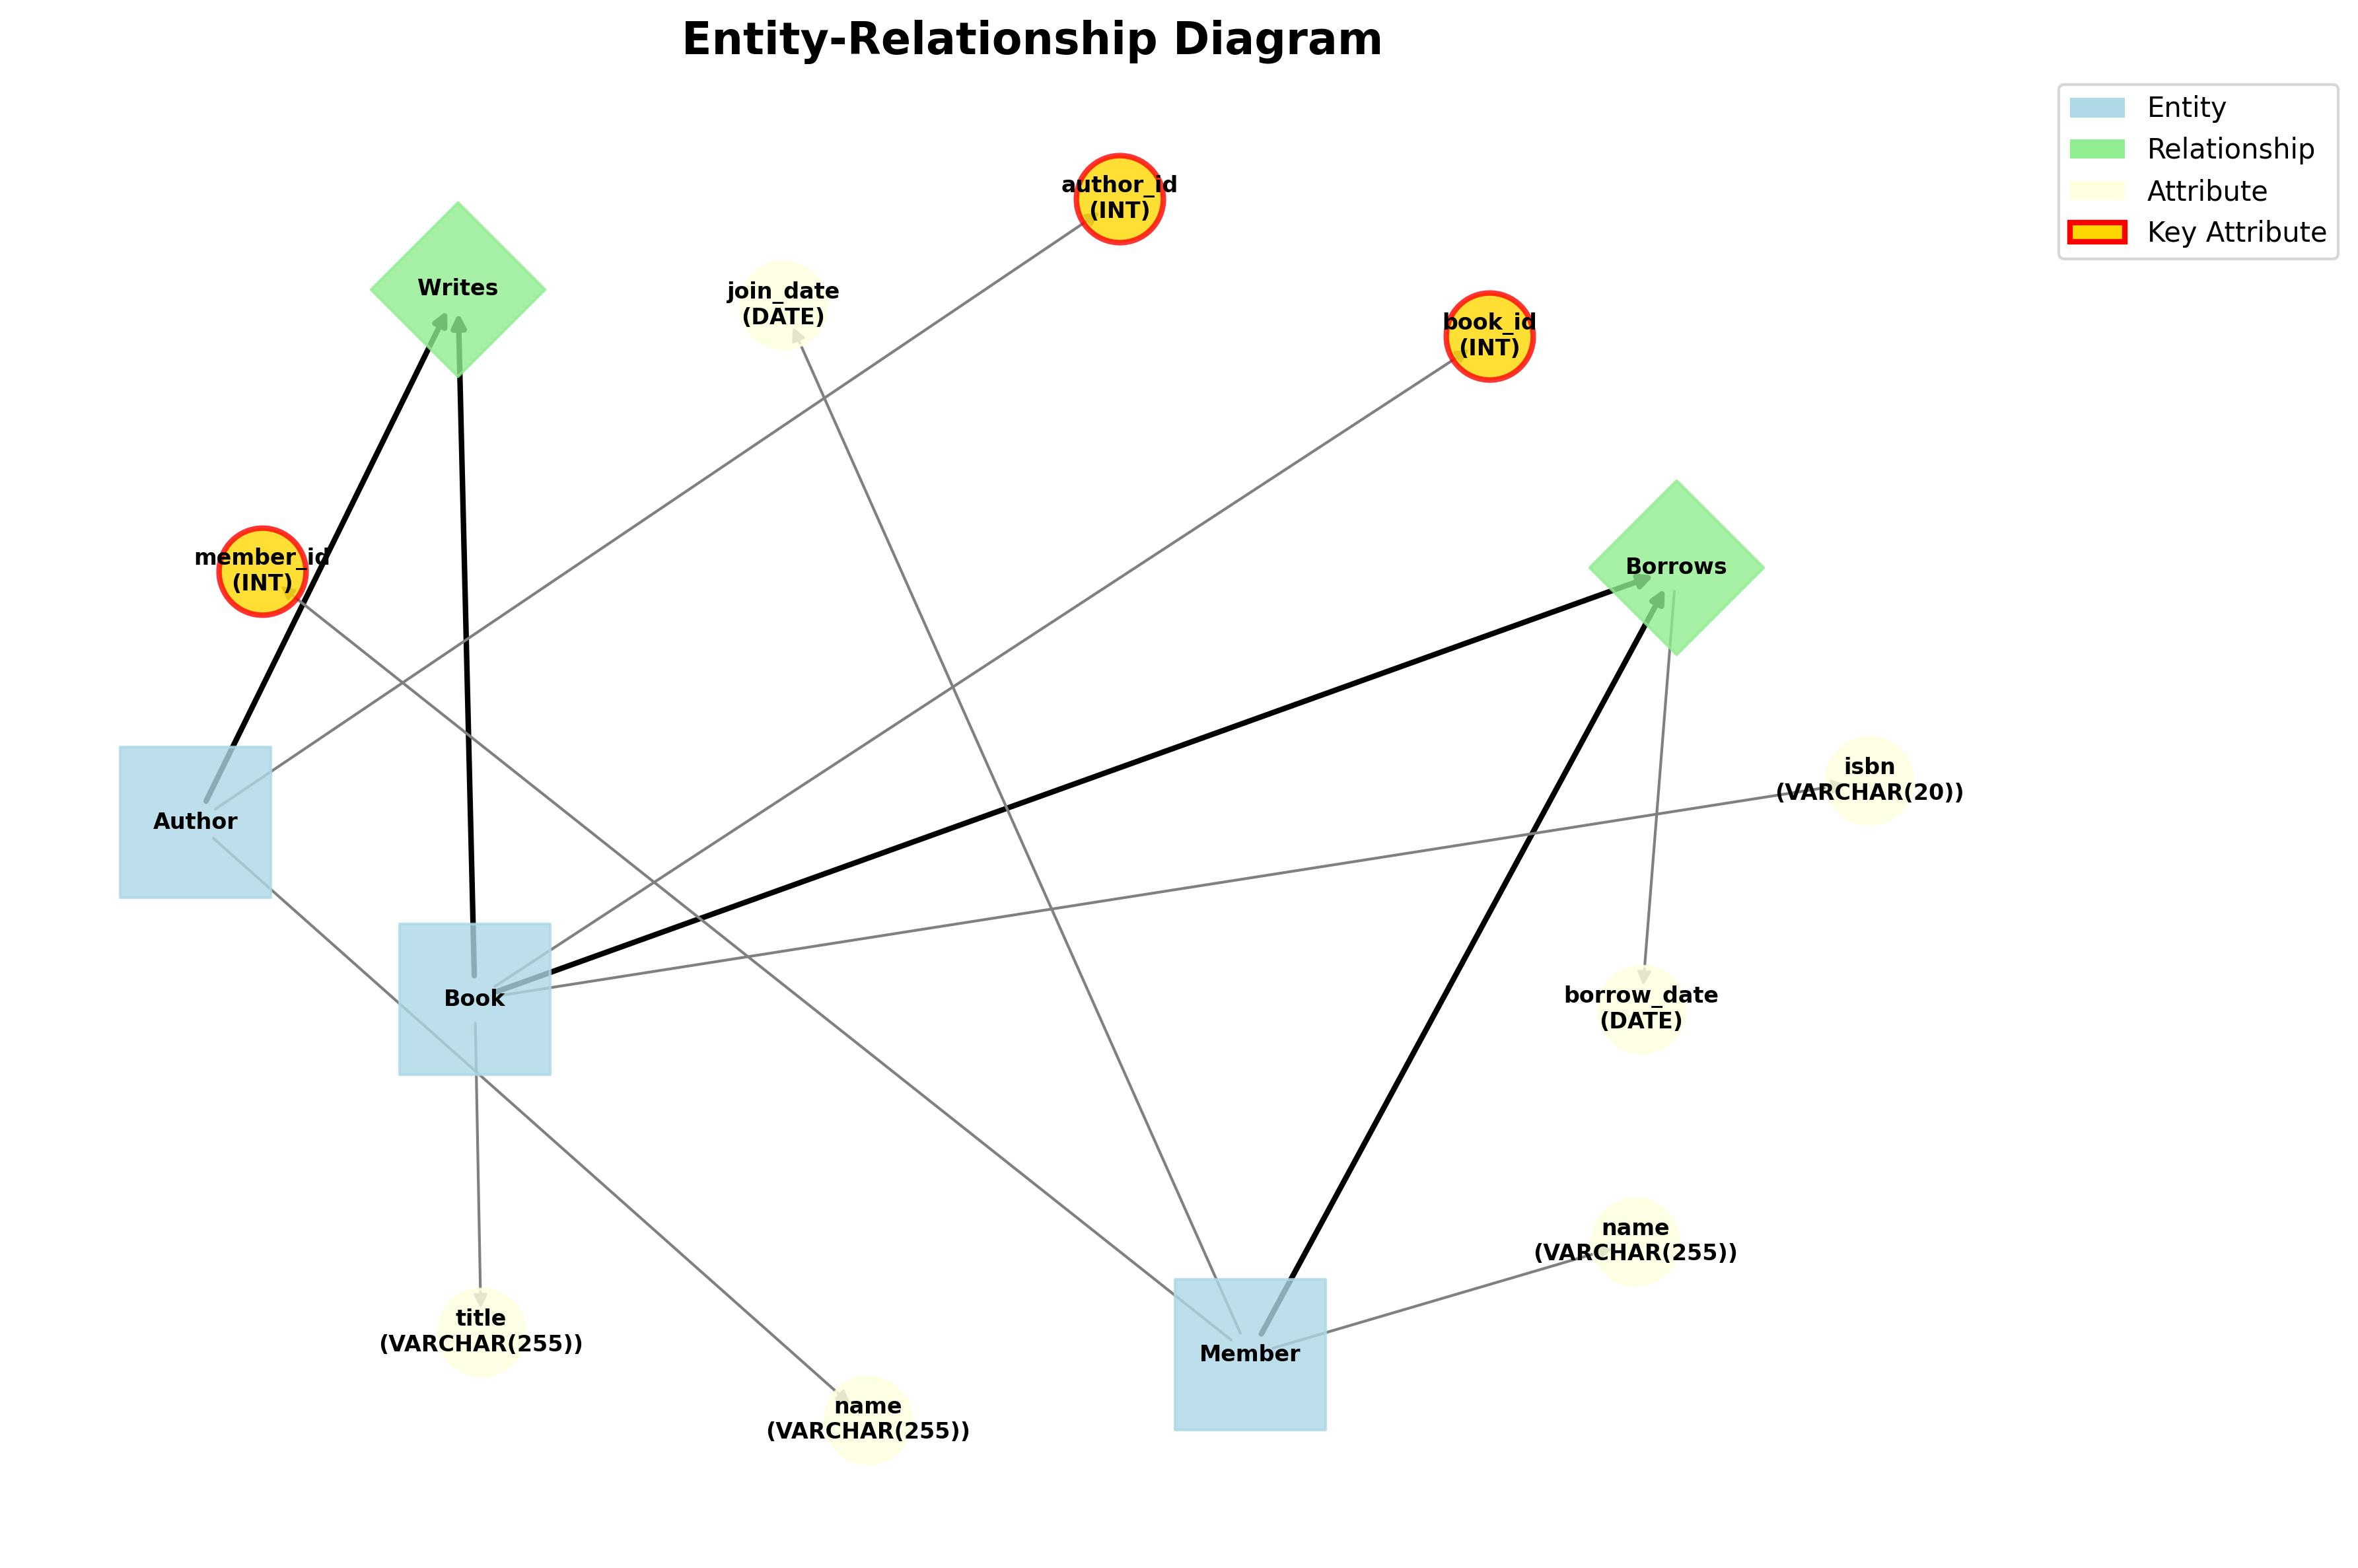 Entity-Relationship Diagram
Entity
Relationship
Attribute
Key Attribute
author_id
(INT)
Writes
join_date
(DATE)
book_id
(INT)
member_id
(INT)
Borrows
isbn
(VARCHAR(20))
Author
Book
borrow_date
(DATE)
name
(VARCHAR(255))
title
(VARCHAR(255))
Member
name
(VARCHAR(255))